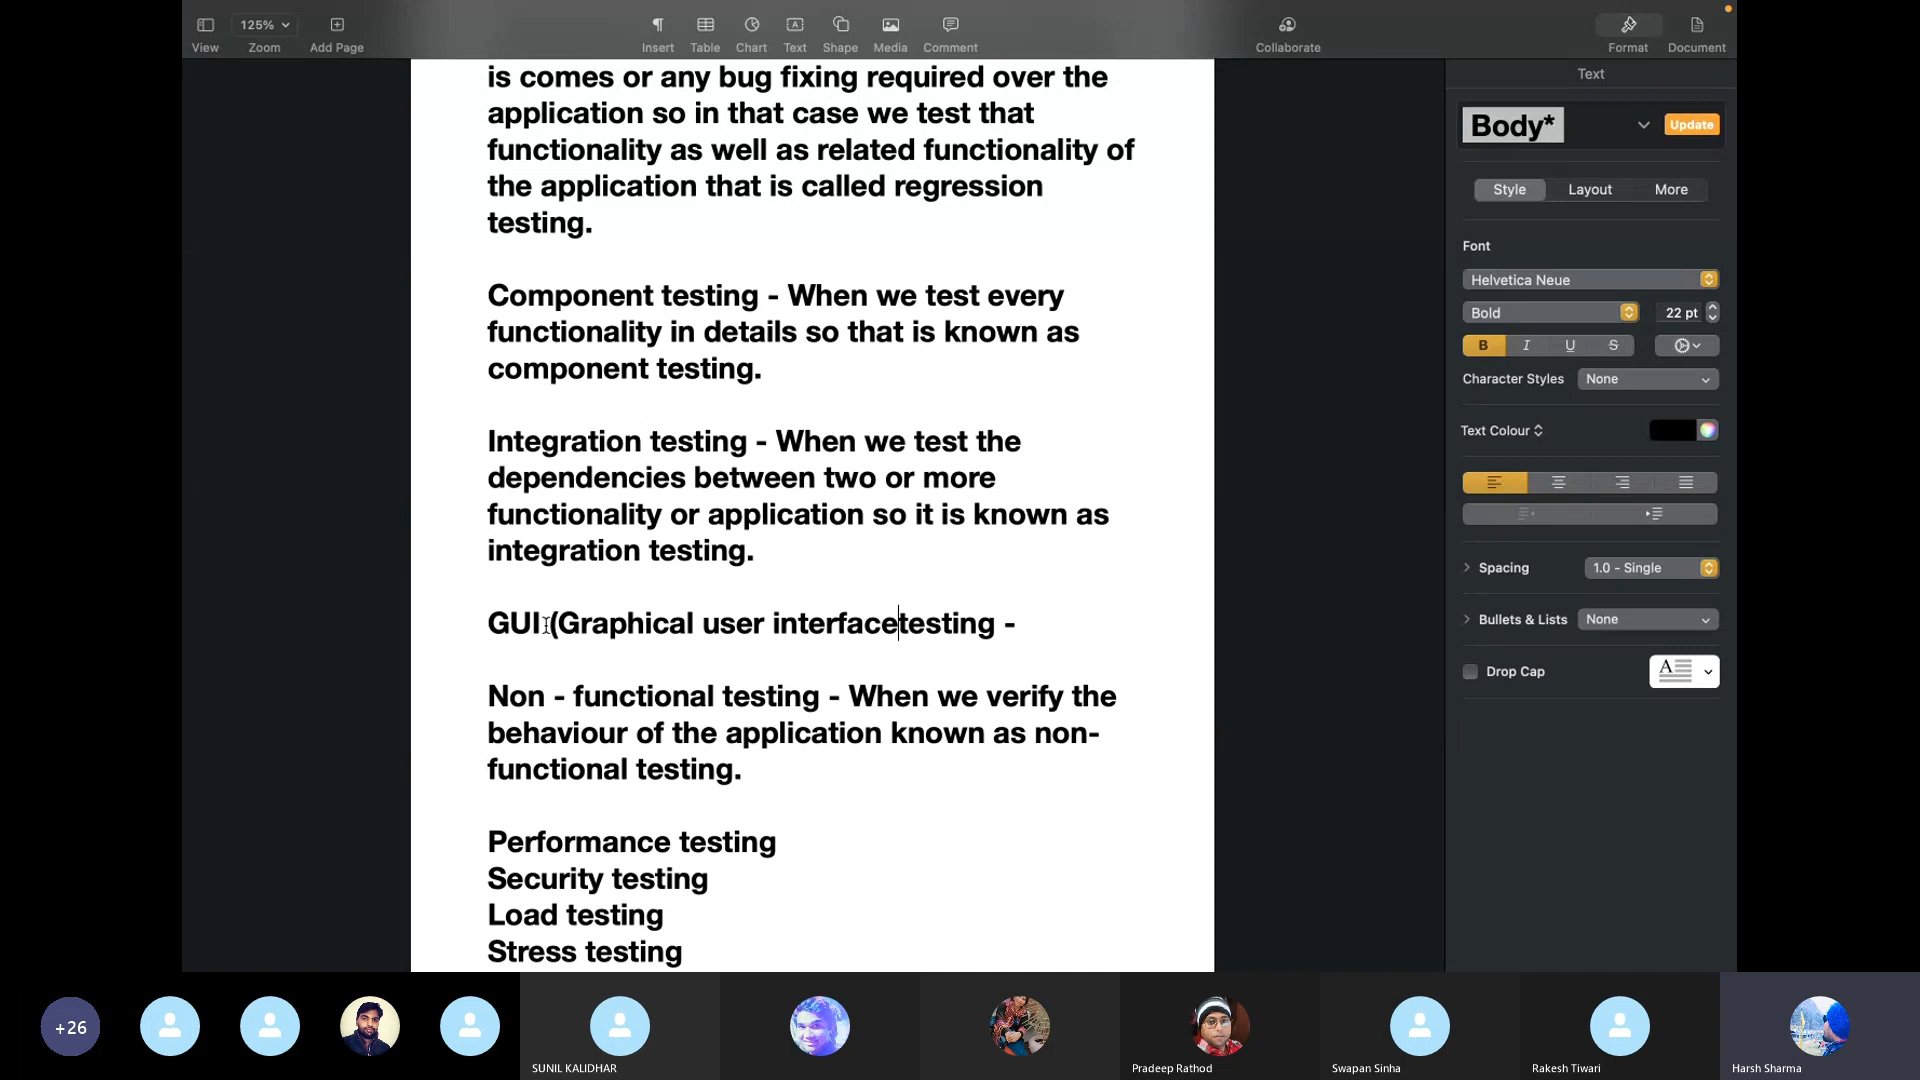 125%
View
Zoom
Add Page
Insert
Table
Chart
Text
Shape
Media
Comment
Collaborate
Format
Document
is comes or any bug fixing required over the
application so in that case we test that
functionality as well as related functionality of
the application that is called regression
testing.
Component testing - When we test every
functionality in details so that is known as
component testing.
Integration testing - When we test the
dependencies between two or more
functionality or application so it is known as
integration testing.
GUI (Graphical user interfacetesting -
Non - functional testing - When we verify the
behaviour of the application known as non-
functional testing.
Performance testing
Security testing
Load testing
Stress testing
Text
Body*
Update
Style
Layout
More
Font
Helvetica Neue
Bold
22 pt
B I U S
Character Styles
None
Text Colour
Spacing
1.0 - Single
Bullets & Lists
None
Drop Cap
A
+26
SUNIL KALIDHAR
Pradeep Rathod
Swapan Sinha
Rakesh Tiwari
Harsh Sharma